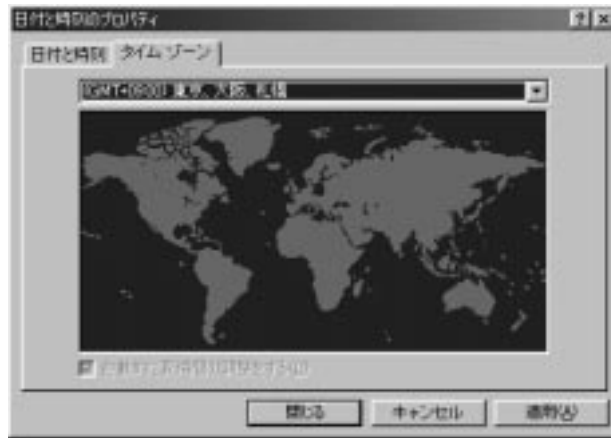 日付と時刻のプロパティ
日付と時刻 タイム ゾーン
(GMT+09:00) 東京, 大阪, 札幌
閉じる キャンセル 適用(A)